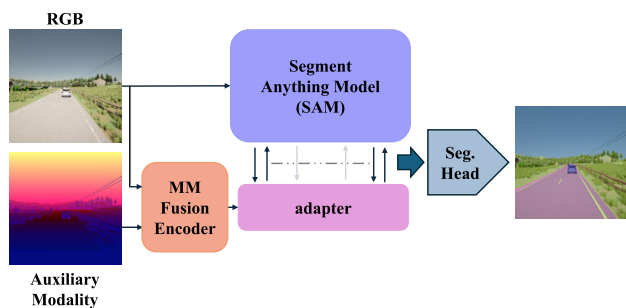 RGB
Segment
Anything Model
(SAM)
MM
Fusion
Encoder
adapter
Seg.
Head
Auxiliary
Modality